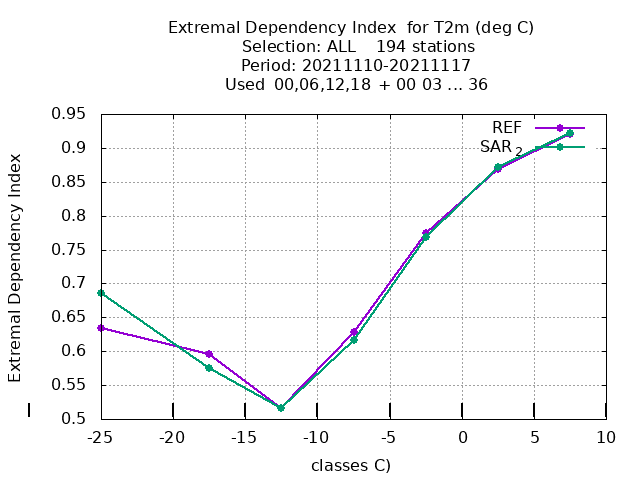 Extremal Dependency Index for T2m (deg C)
Selection: ALL 194 stations
Period: 20211110-20211117
Used 00,06,12,18 + 00 03 ... 36
0.95
0.9
0.85
0.8
0.75
0.7
0.65
0.6
0.55
0.5
Extremal Dependency Index
REF
SAR 2
-25 -20 -15 -10 -5 0 5 10
classes C)